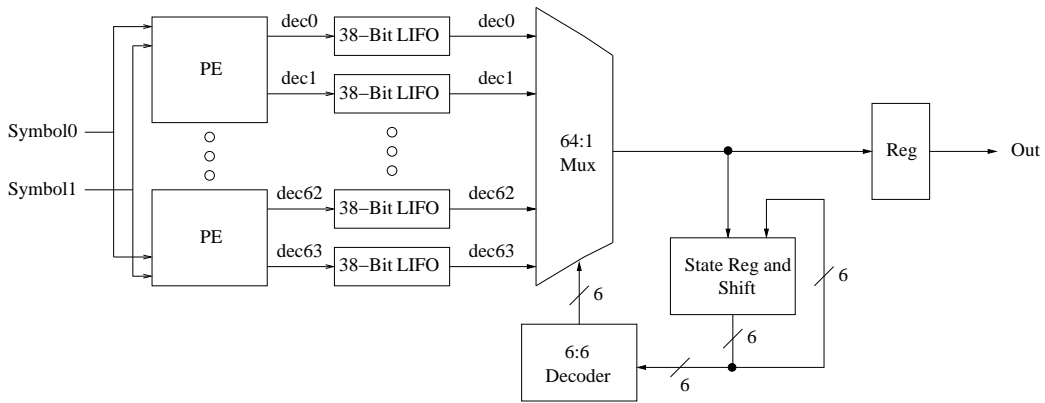 dec0
38−Bit LIFO
dec0
PE
dec1
38−Bit LIFO
dec1
Symbol0
Symbol1
64:1
Mux
Reg
Out
PE
dec62
38−Bit LIFO
dec62
dec63
38−Bit LIFO
dec63
State Reg and
Shift
6
6
6
6
6:6
Decoder